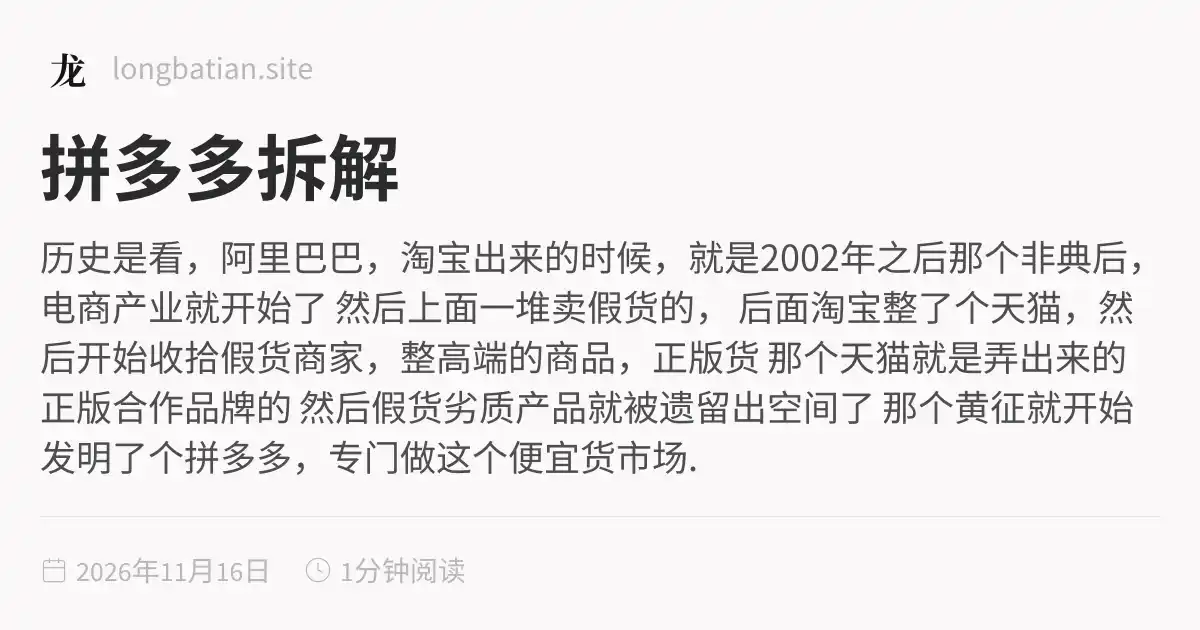 龙 longbatian.site
拼多多拆解
历史是看，阿里巴巴，淘宝出来的时候，就是2002年之后那个非典后，
电商产业就开始了 然后上面一堆卖假货的， 后面淘宝整了个天猫，然
后开始收拾假货商家，整高端的商品，正版货 那个天猫就是弄出来的
正版合作品牌的 然后假货劣质产品就被遗留出空间了 那个黄征就开始
发明了个拼多多，专门做这个便宜货市场.
2026年11月16日 1分钟阅读